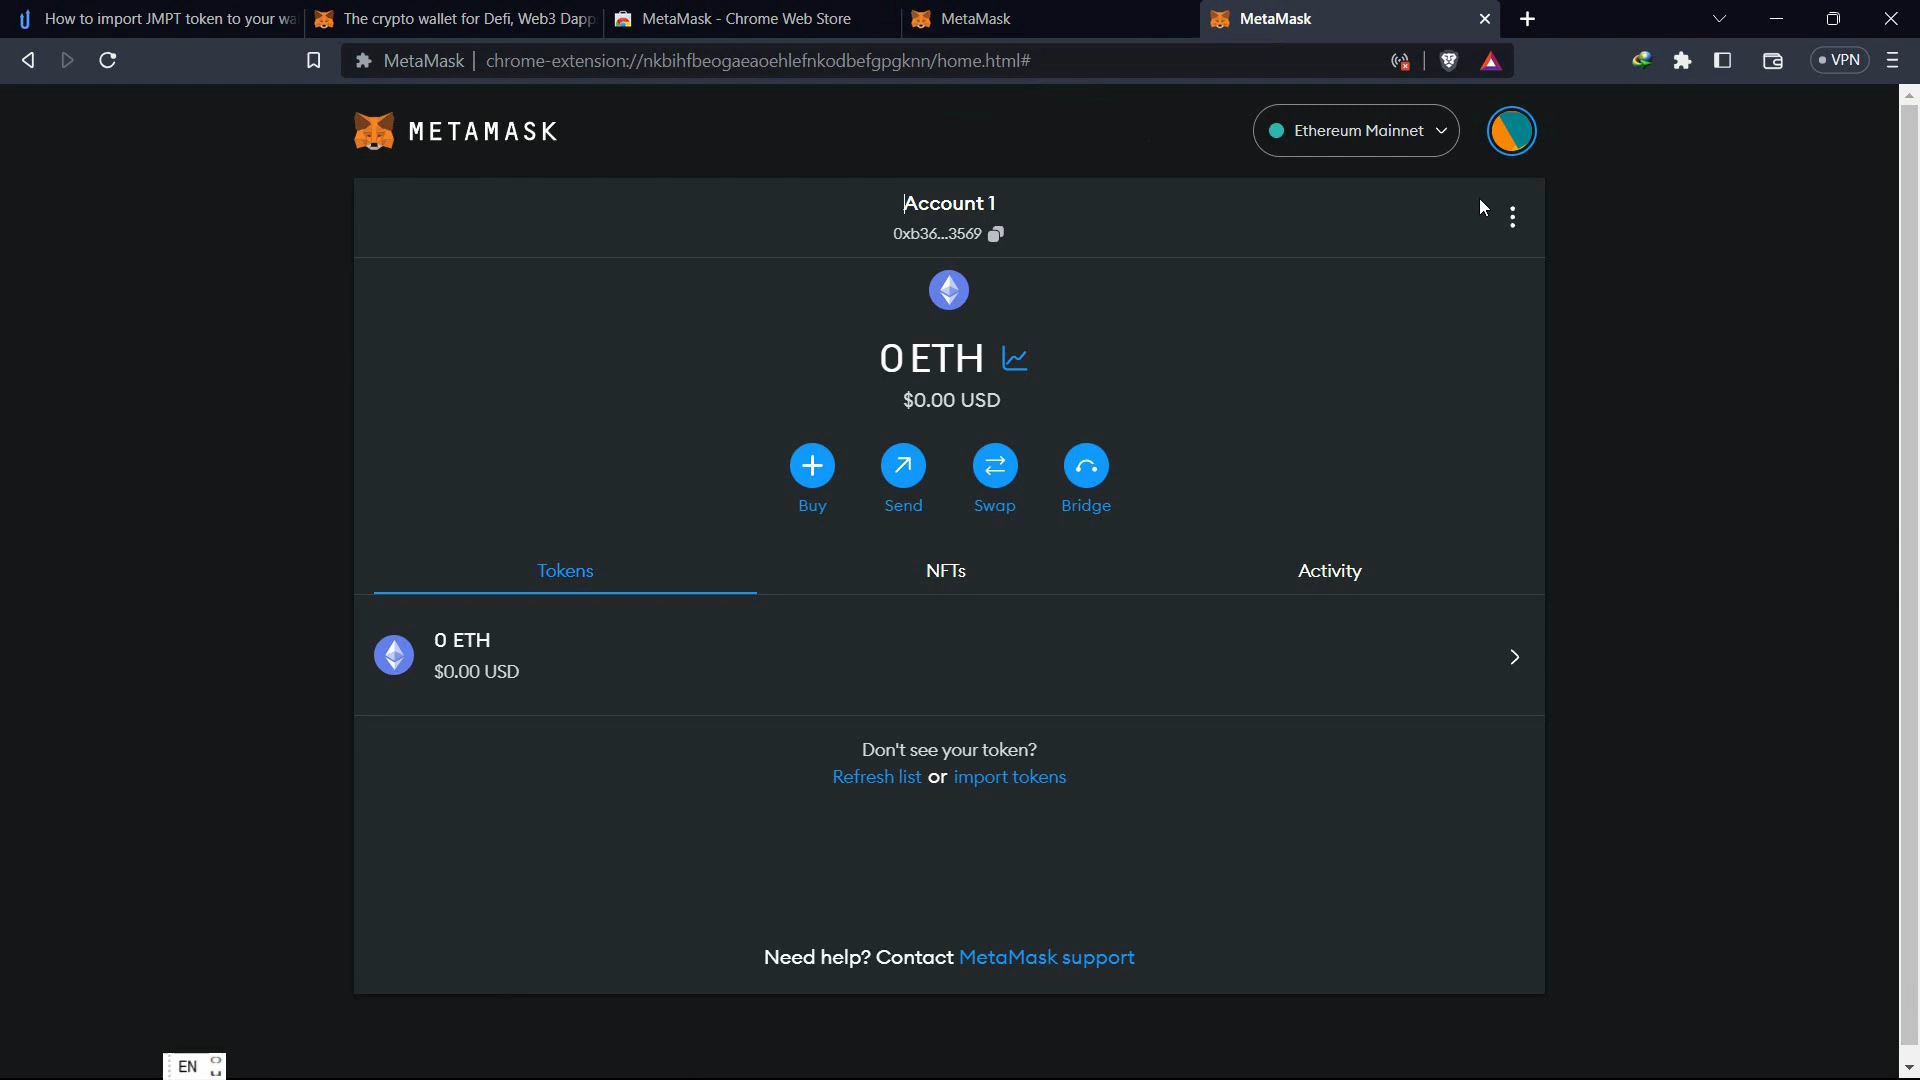 How to import JMPT token to your wa
The crypto wallet for Defi, Web3 Dapp
MetaMask - Chrome Web Store
MetaMask
MetaMask
MetaMask
chrome-extension://nkbihfbeogaeaoehlefnkodbefgpgknn/home.html#
VPN
METAMASK
Ethereum Mainnet
Account 1
0xb36...3569
0 ETH
$0.00 USD
Buy
Send
Swap
Bridge
Tokens
NFTs
Activity
0 ETH
$0.00 USD
Don't see your token?
Refresh list or import tokens
Need help? Contact MetaMask support
EN